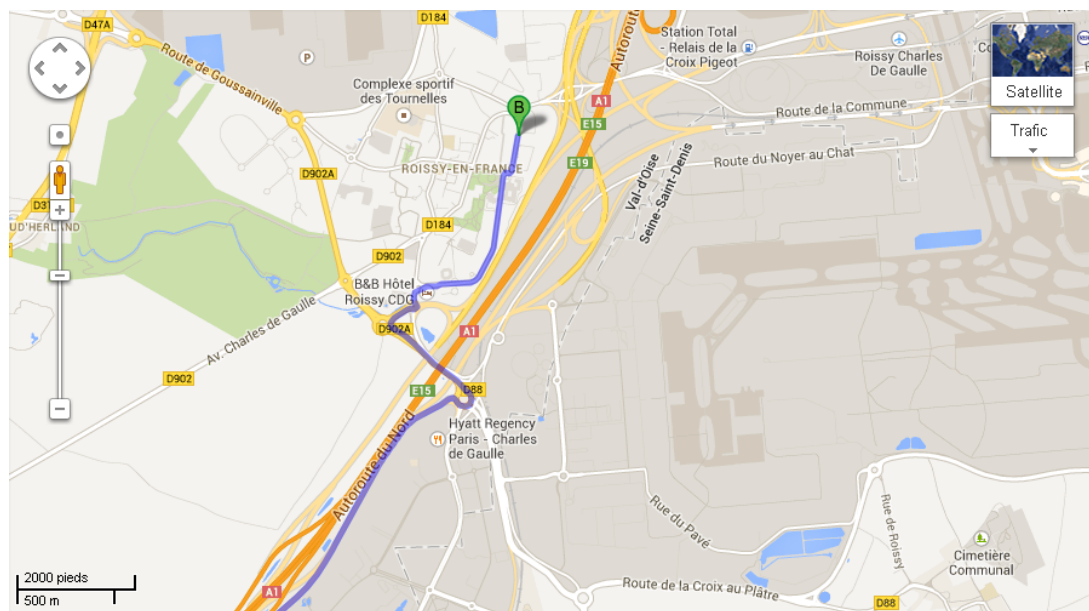 D47A
D184
Route de Goussainville
P
Complexe sportif
des Tournelles
B
ROISSY-EN-FRANCE
D902A
D184
UD'HERLAND
D902
B&B Hôtel
Roissy CDG
D902A
Av. Charles de Gaulle
D902
Station Total
- Relais de la
Croix Pigeot
Autoroute
A1
E15
E19
Roissy Charles
De Gaulle
Route de la Commune
Route du Noyer au Chat
Val-d'Oise
Seine-Saint-Denis
Satellite
Trafic
A1
E15
D88
Hyatt Regency
Paris - Charles
de Gaulle
Autoroute du Nord
A1
Rue du Pavé
Rue de Roissy
Cimetière
Communal
Route de la Croix au Plâtre
D88
2000 pieds
500 m